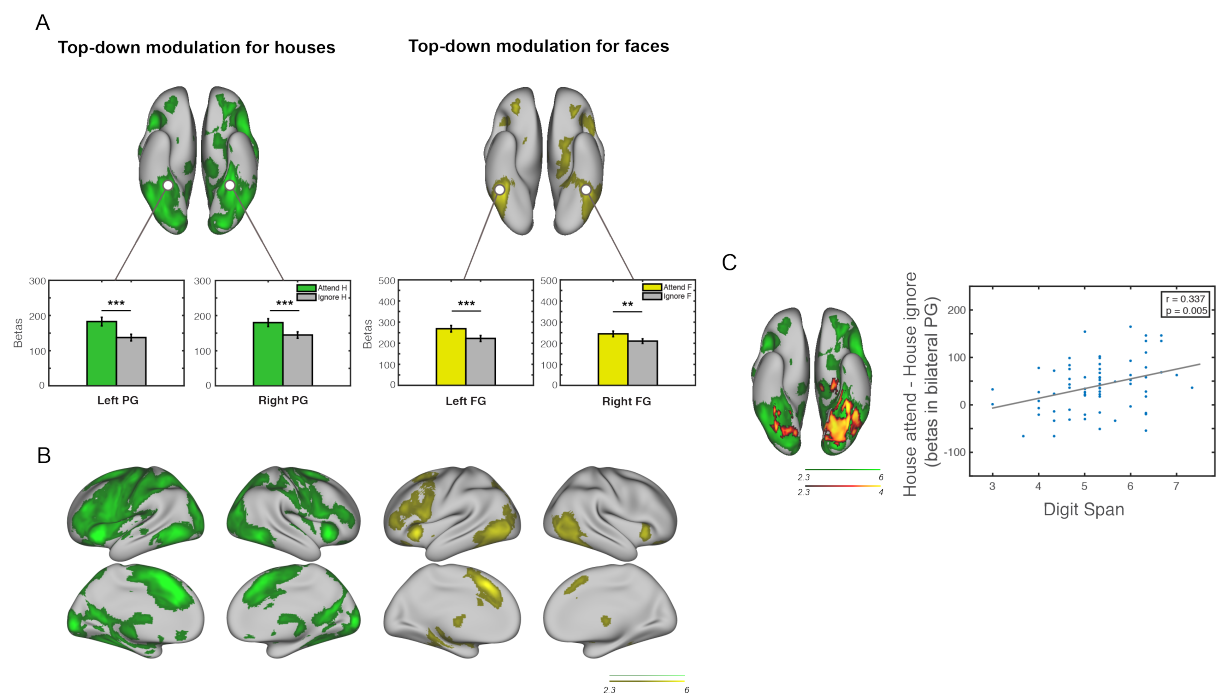 A
Top-down modulation for houses
Top-down modulation for faces
300
200
100
0
Betas
***
Left PG
300
200
100
0
***
Attend H
Ignore H
Right PG
500
400
300
200
100
0
Betas
***
Left FG
500
400
300
200
100
0
**
Attend F
Ignore F
Right FG
B
2.3 6
C
2.3 6
2.3 4
House attend - House ignore
(betas in bilateral PG)
200
100
0
-100
r = 0.337
p = 0.005
3 4 5 6 7
Digit Span